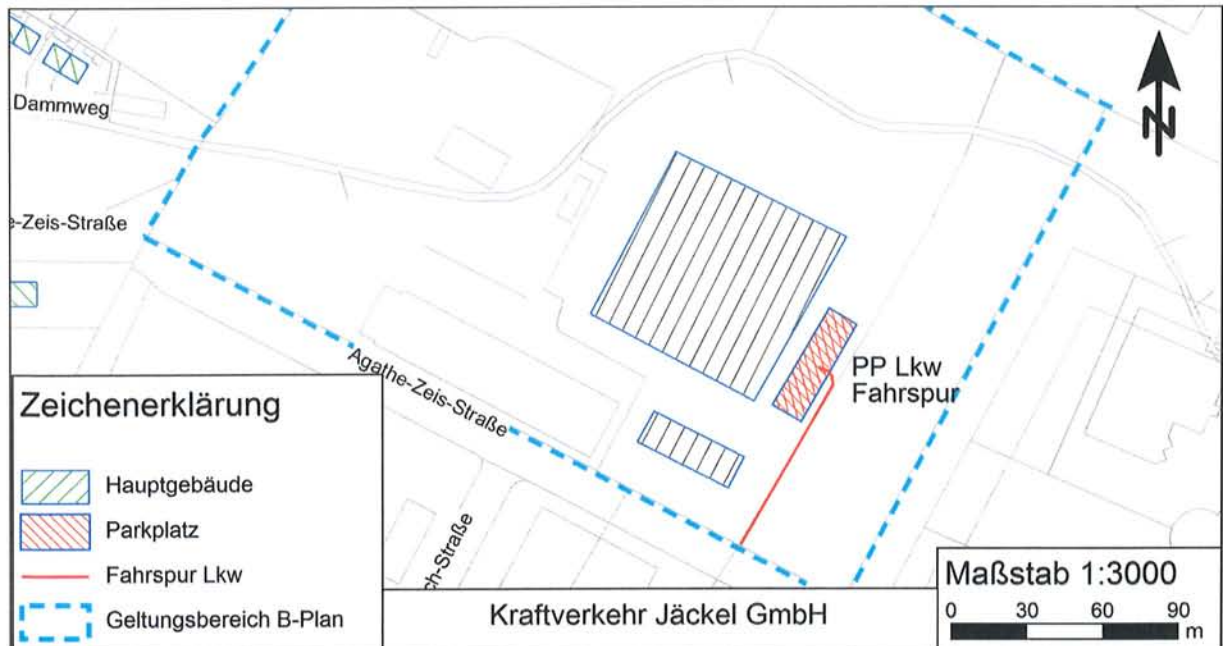 Dammweg
e-Zeis-Straße
Agathe-Zeis-Straße
PP Lkw
Fahrspur
ch-Straße
N
Zeichenerklärung
Hauptgebäude
Parkplatz
Fahrspur Lkw
Geltungsbereich B-Plan
Kraftverkehr Jäckel GmbH
Maßstab 1:3000
0 30 60 90
m